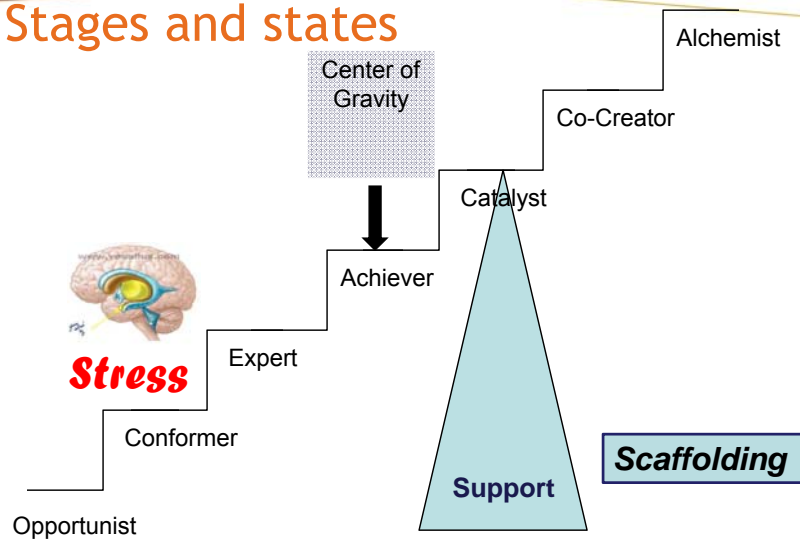 Stages and states
Alchemist
Center of
Gravity
Co-Creator
Catalyst
Achiever
Stress
Expert
Conformer
Scaffolding
Support
Opportunist